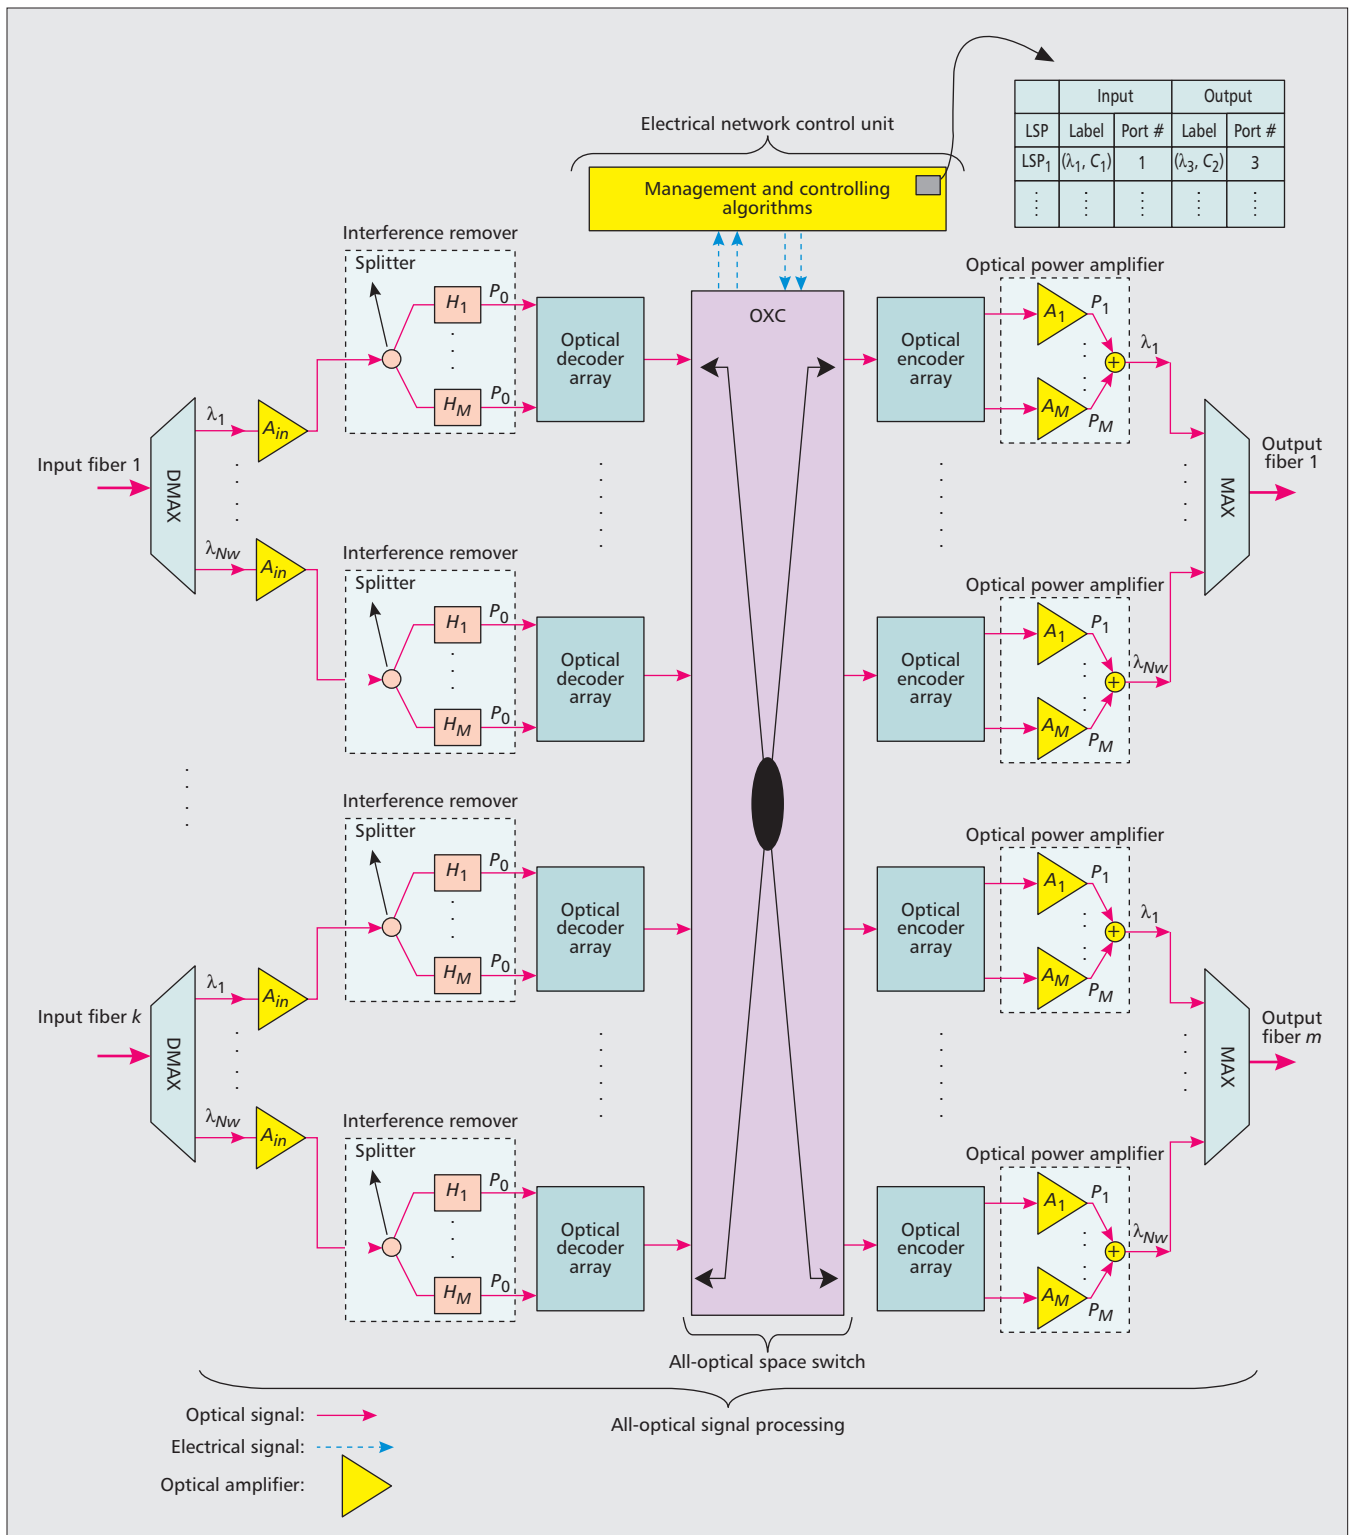 Input
Output
LSP
Label
Port #
Label
Port #
LSP1
(λ1, C1)
1
(λ3, C2)
3
Electrical network control unit
Management and controlling
algorithms
Interference remover
Splitter
H1
P0
HM
P0
Optical
decoder
array
OXC
Optical
encoder
array
Optical power amplifier
A1
P1
AM
PM
λ1
Input fiber 1
DMAX
λ1
Ain
λNw
Ain
Output
fiber 1
MAX
Interference remover
Splitter
H1
P0
HM
P0
Optical
decoder
array
Optical
encoder
array
Optical power amplifier
A1
P1
AM
PM
λNw
Interference remover
Splitter
H1
P0
HM
P0
Optical
decoder
array
Optical
encoder
array
Optical power amplifier
A1
P1
AM
PM
λ1
Input fiber k
DMAX
λ1
Ain
λNw
Ain
Output
fiber m
MAX
Interference remover
Splitter
H1
P0
HM
P0
Optical
decoder
array
Optical
encoder
array
Optical power amplifier
A1
P1
AM
PM
λNw
All-optical space switch
All-optical signal processing
Optical signal:
Electrical signal:
Optical amplifier: